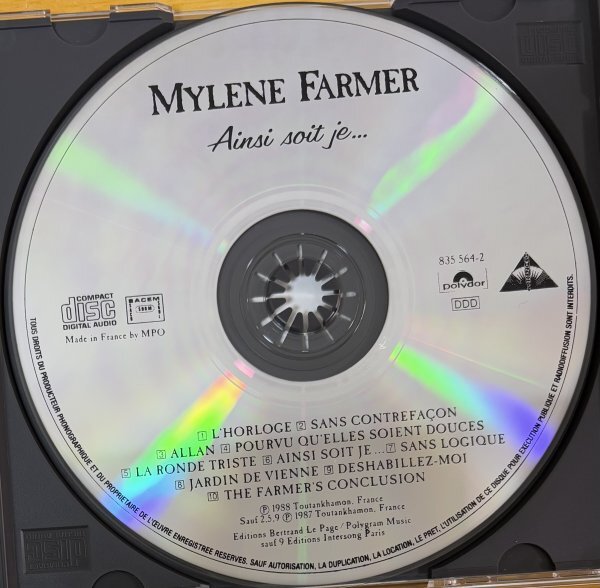 MYLENE FARMER
Ainsi soit je...
835 564-2
polydor
DDD
COMPACT
disc
DIGITAL AUDIO
SACEM
Made in France by MPO
1 L'HORLOGE 2 SANS CONTREFAÇON
3 ALLAN 4 POURVU QU'ELLES SOIENT DOUCES
5 LA RONDE TRISTE 6 AINSI SOIT JE... 7 SANS LOGIQUE
8 JARDIN DE VIENNE 9 DESHABILLEZ-MOI
10 THE FARMER'S CONCLUSION
℗ 1988 Toutankhamon, France
Sauf 2.5.9 ℗ 1987 Toutankhamon, France
Editions Bertrand Le Page/Polygram Music
sauf 9 Editions Intersong Paris
TOUS DROITS DU PRODUCTEUR PHONOGRAPHIQUE ET DU PROPRIETAIRE DE L'ŒUVRE ENREGISTREE RESERVES. SAUF AUTORISATION, LA DUPLICATION, LA LOCATION, LE PRET, L'UTILISATION DE CE DISQUE POUR EXECUTION PUBLIQUE ET RADIODIFFUSION SONT INTERDITS.